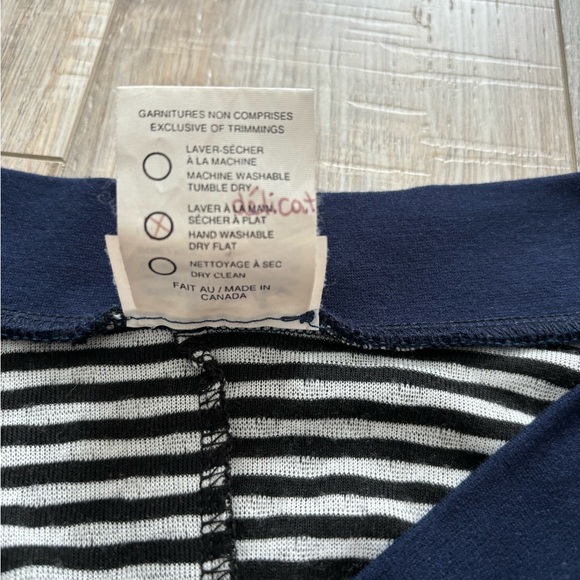 GARNITURES NON COMPRISES
EXCLUSIVE OF TRIMMINGS
LAVER-SÉCHER
À LA MACHINE
MACHINE WASHABLE
TUMBLE DRY
LAVER À LA MAIN
délicat
SÉCHER À PLAT
HAND WASHABLE
DRY FLAT
NETTOYAGE À SEC
DRY CLEAN
FAIT AU / MADE IN
CANADA